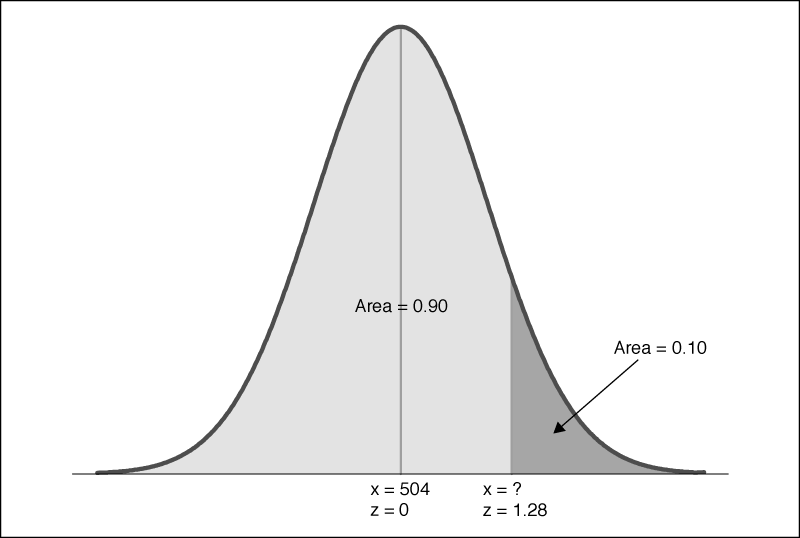 Area = 0.90
Area = 0.10
x = 504
z = 0
x = ?
z = 1.28